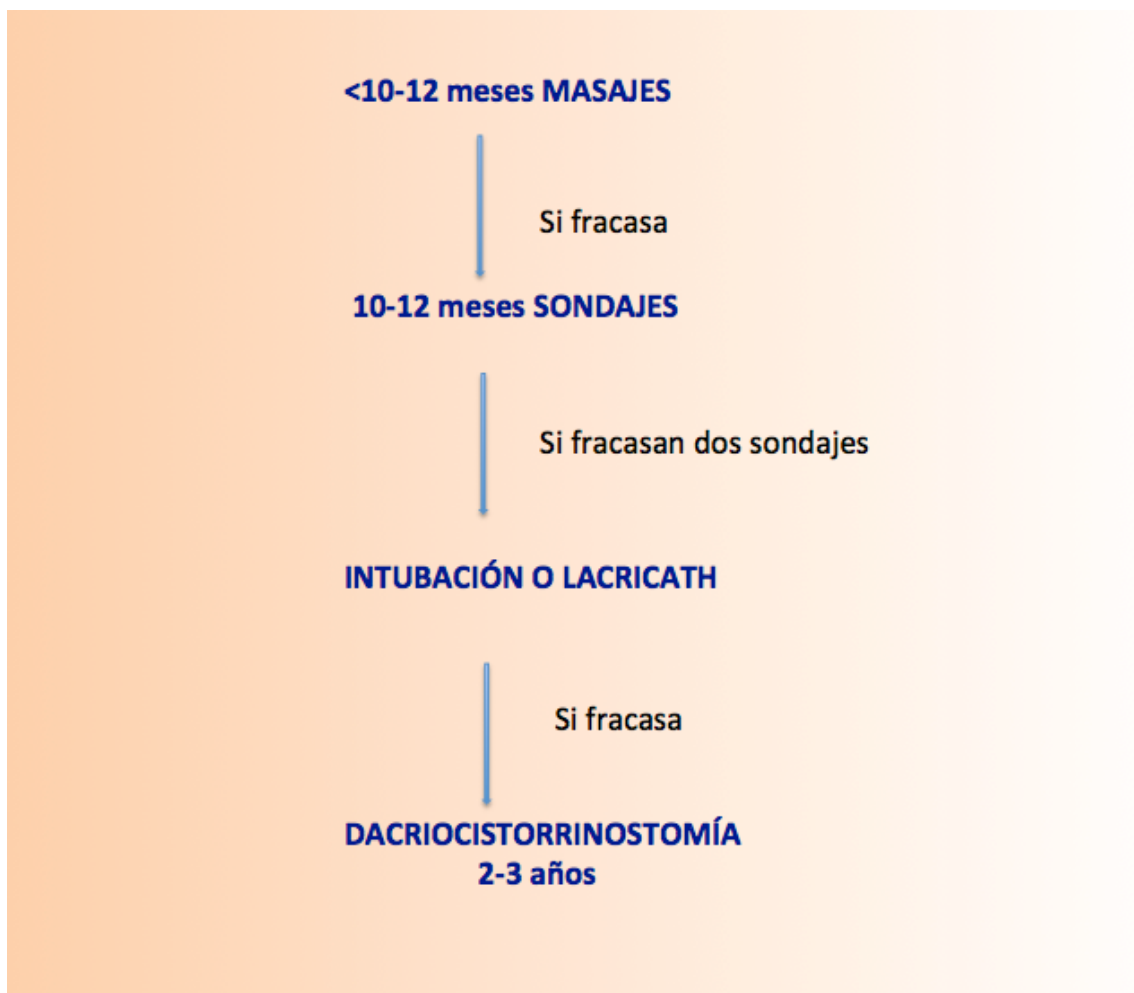 <10-12 meses MASAJES
Si fracasa
10-12 meses SONDAJES
Si fracasan dos sondajes
INTUBACIÓN O LACRICATH
Si fracasa
DACRIOCISTORRINOSTOMÍA
2-3 años